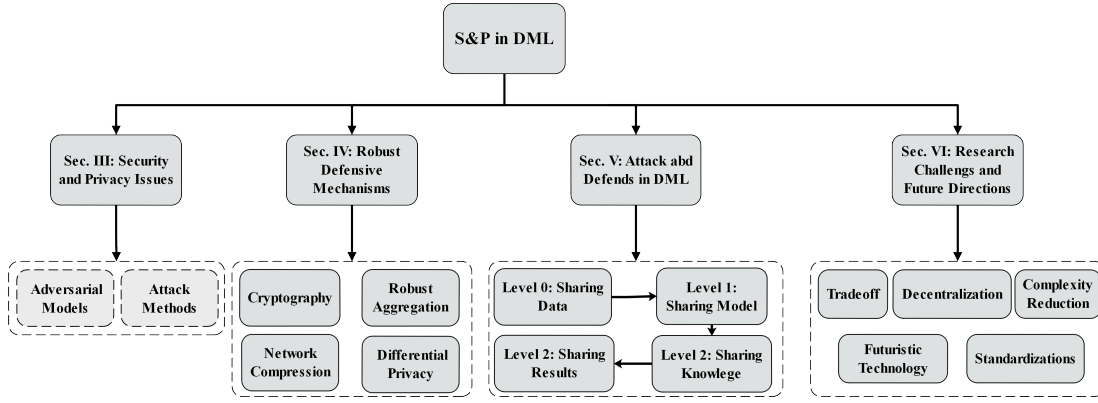 S&P in DML
Sec. III: Security
and Privacy Issues
Sec. IV: Robust
Defensive
Mechanisms
Sec. V: Attack abd
Defends in DML
Sec. VI: Research
Challengs and
Future Directions
Adversarial
Models
Attack
Methods
Cryptography
Robust
Aggregation
Network
Compression
Differential
Privacy
Level 0: Sharing
Data
Level 1:
Sharing Model
Level 2: Sharing
Results
Level 2: Sharing
Knowlege
Tradeoff
Decentralization
Complexity
Reduction
Futuristic
Technology
Standardizations